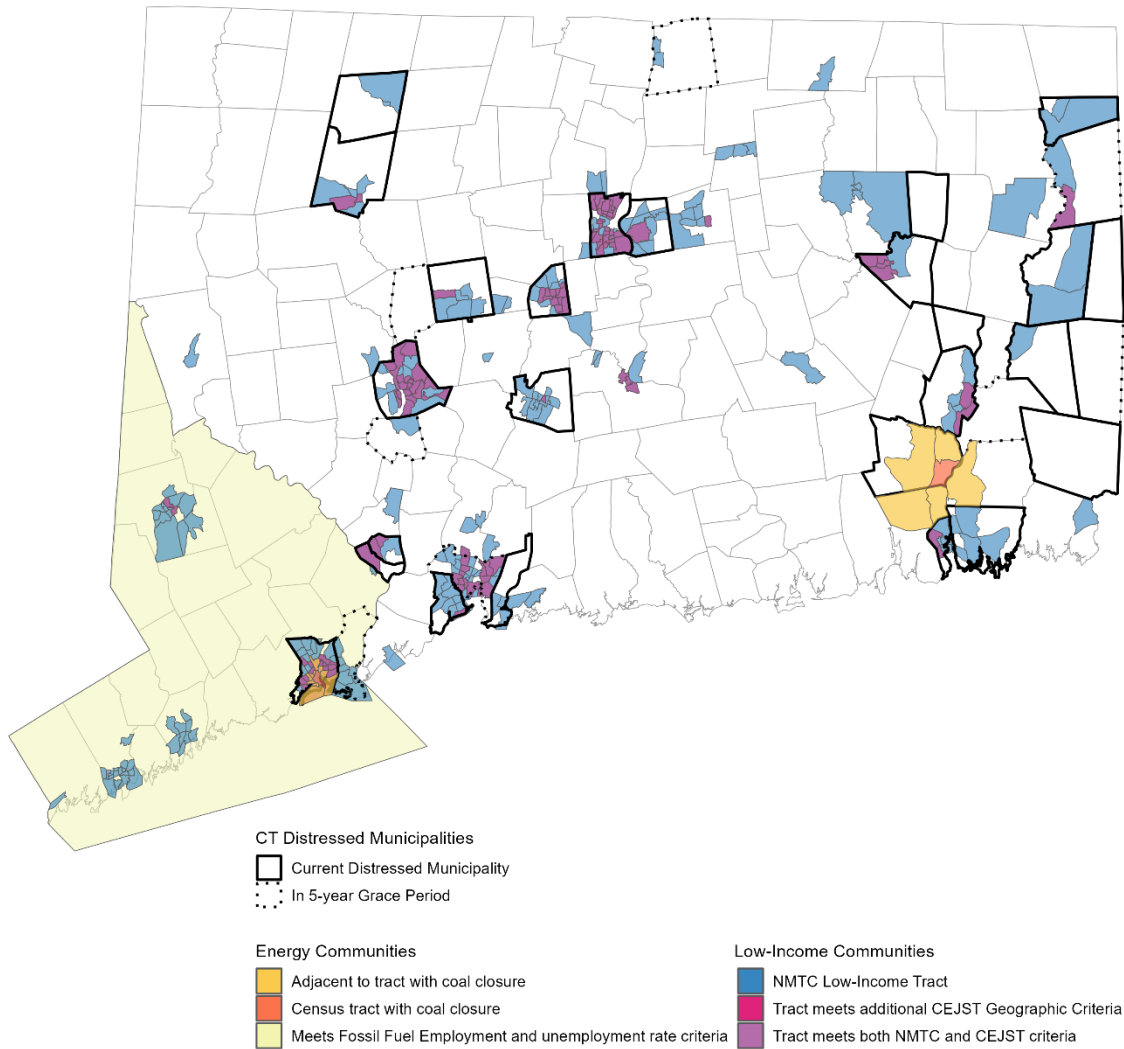 CT Distressed Municipalities
Current Distressed Municipality
In 5-year Grace Period
Energy Communities
Adjacent to tract with coal closure
Census tract with coal closure
Meets Fossil Fuel Employment and unemployment rate criteria
Low-Income Communities
NMTC Low-Income Tract
Tract meets additional CEJST Geographic Criteria
Tract meets both NMTC and CEJST criteria